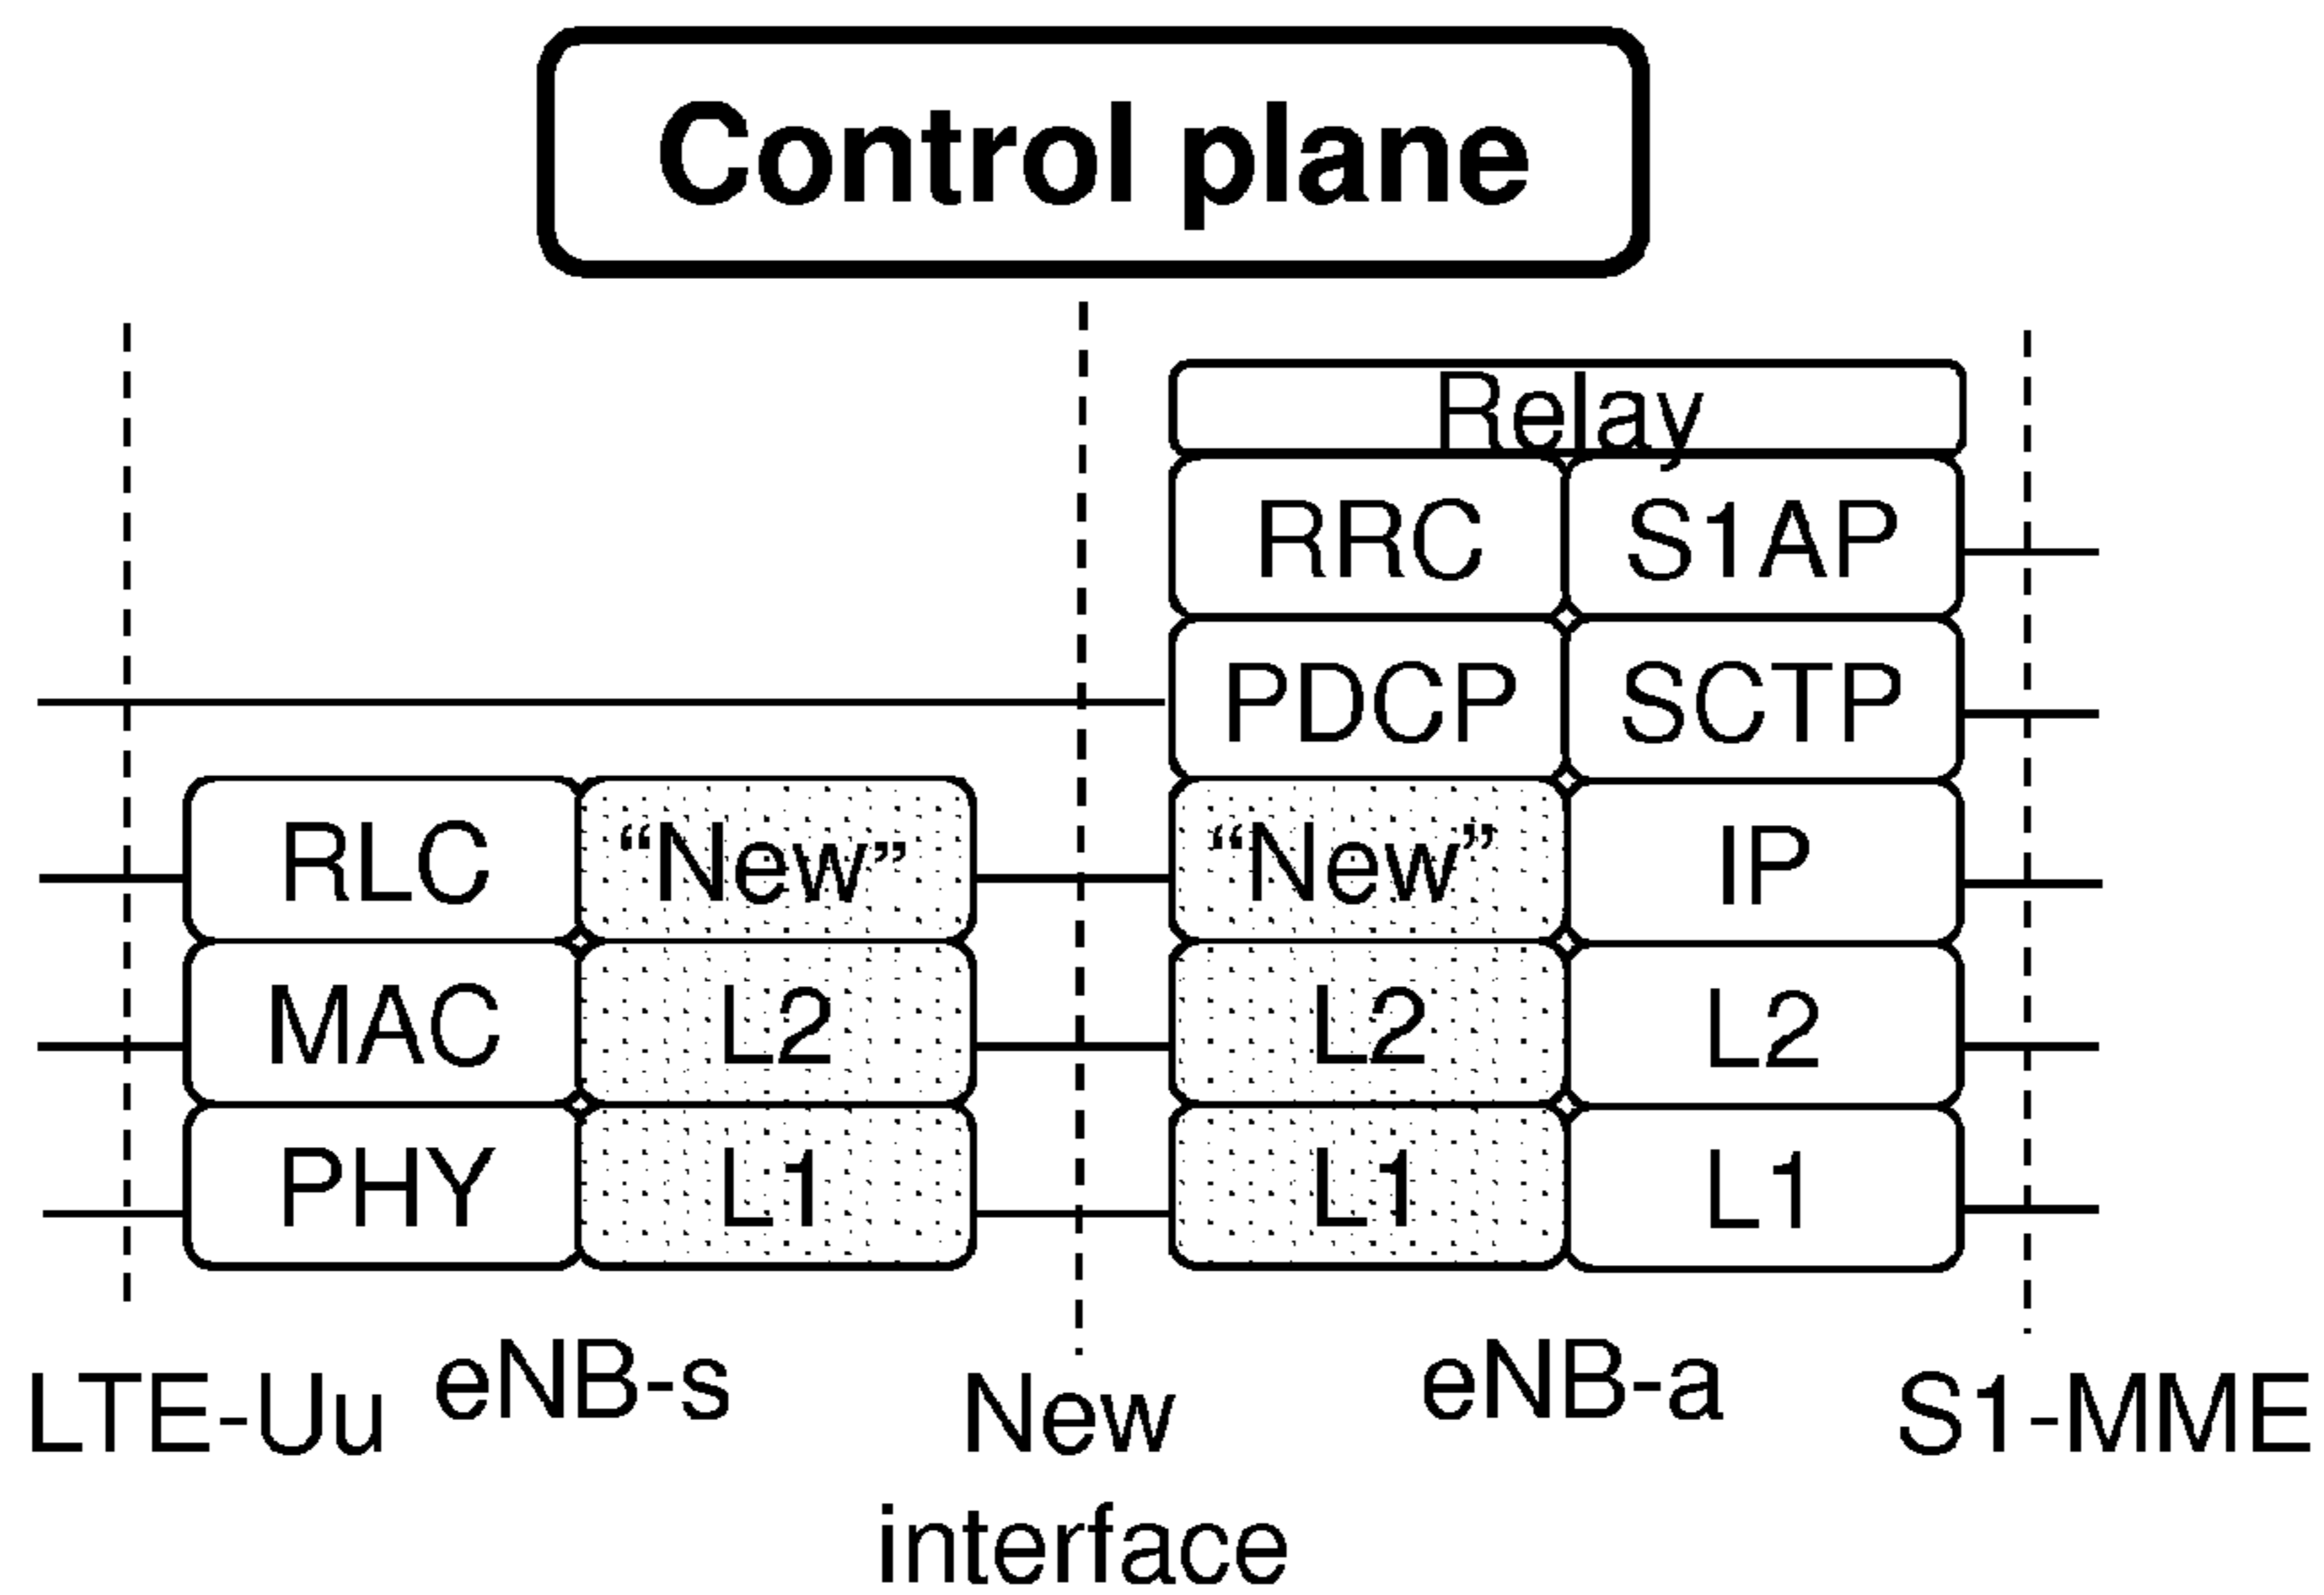 Control plane
Relay
RRC S1AP
PDCP SCTP
RLC “New” “New” IP
MAC L2 L2 L2
PHY L1 L1 L1
LTE-Uu eNB-s New interface eNB-a S1-MME